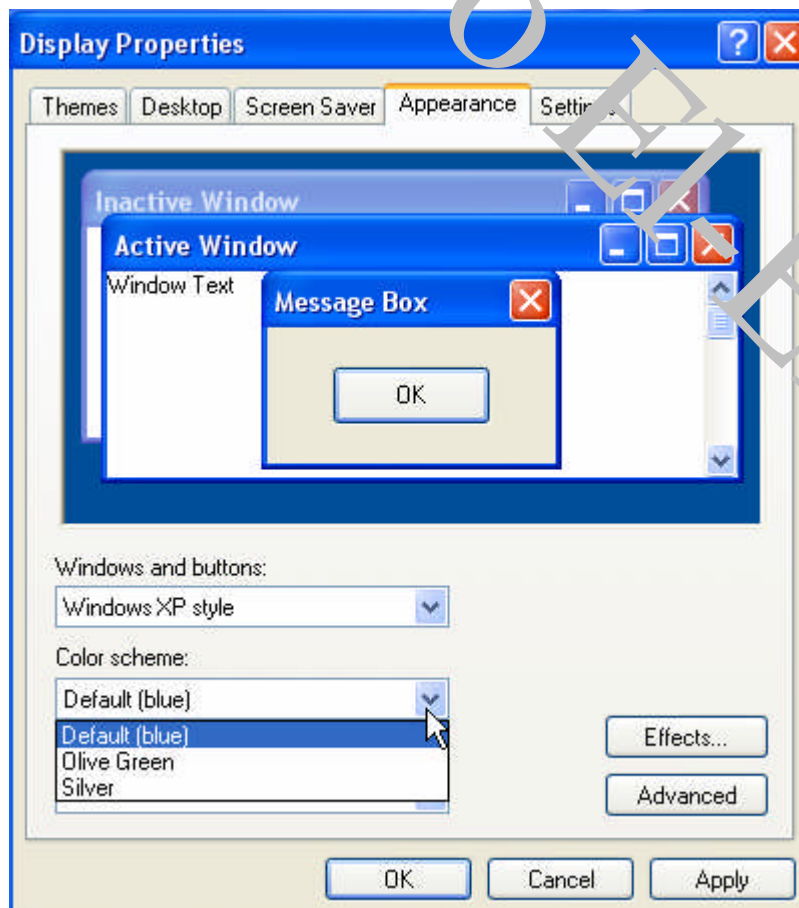 Display Properties
Themes Desktop Screen Saver Appearance
Inactive Window
Active Window
Window Text
Message Box
OK
Windows and buttons:
Windows XP style
Color scheme:
Default (blue)
Default (blue)
Olive Green
Silver
Effects...
Advanced
OK Cancel Apply